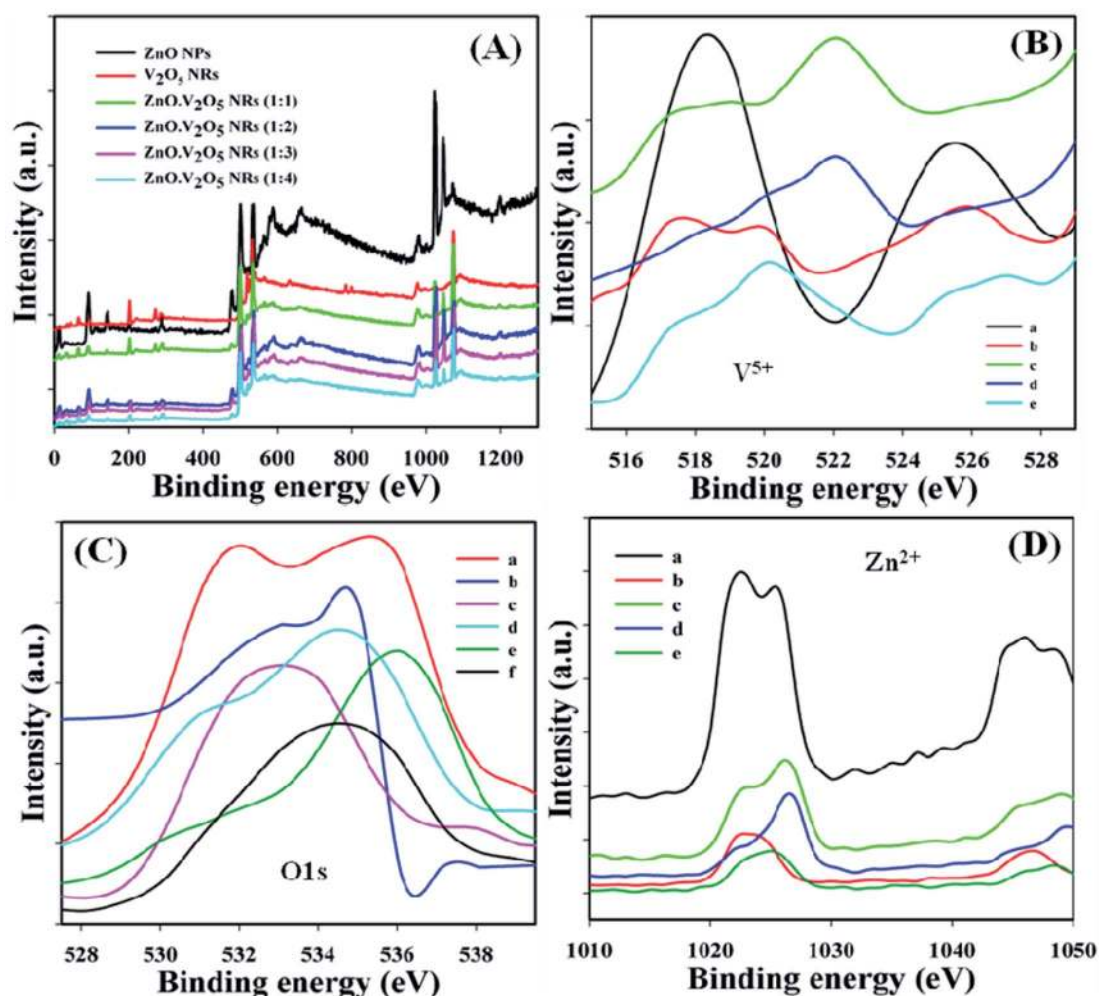 (A)
ZnO NPs
V₂O₅ NRs
ZnO.V₂O₅ NRs (1:1)
ZnO.V₂O₅ NRs (1:2)
ZnO.V₂O₅ NRs (1:3)
ZnO.V₂O₅ NRs (1:4)
Intensity (a.u.)
0 200 400 600 800 1000 1200
Binding energy (eV)
(B)
Intensity (a.u.)
V⁵⁺
a
b
c
d
e
516 518 520 522 524 526 528
Binding energy (eV)
(C)
a
b
c
d
e
f
Intensity (a.u.)
O1s
528 530 532 534 536 538
Binding energy (eV)
(D)
Zn²⁺
a
b
c
d
e
Intensity (a.u.)
1010 1020 1030 1040 1050
Binding energy (eV)